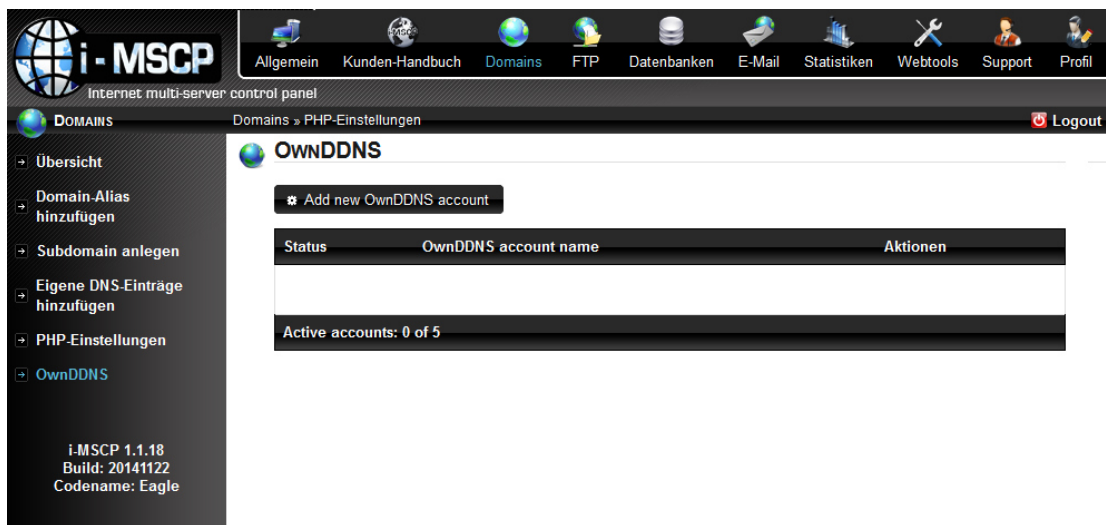 i-MSCP
Internet multi-server control panel
Allgemein Kunden-Handbuch Domains FTP Datenbanken E-Mail Statistiken Webtools Support Profil
DOMAINS
Domains » PHP-Einstellungen
Logout
Übersicht
Domain-Alias
hinzufügen
Subdomain anlegen
Eigene DNS-Einträge
hinzufügen
PHP-Einstellungen
OwnDDNS
i-MSCP 1.1.18
Build: 20141122
Codename: Eagle
OWNDDNS
Add new OwnDDNS account
Status OwnDDNS account name Aktionen
Active accounts: 0 of 5